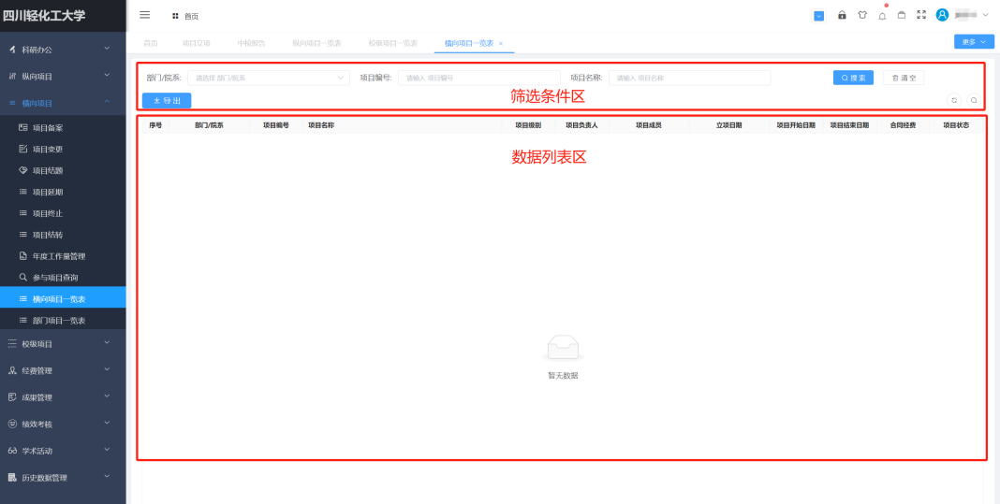 四川轻化工大学
首页
科研办公
纵向项目
横向项目
项目备案
项目变更
项目结题
项目延期
项目终止
项目结转
年度工作量管理
参与项目查询
横向项目一览表
部门项目一览表
校级项目
经费管理
成果管理
绩效考核
学术活动
历史数据管理
首页 项目立项 中检报告 纵向项目一览表 校级项目一览表 横向项目一览表 × 更多
部门/院系: 请选择 部门/院系 项目编号: 请输入 项目编号 项目名称: 请输入 项目名称 搜索 清空
导出
筛选条件区
序号 部门/院系 项目编号 项目名称 项目级别 项目负责人 项目成员 立项日期 项目开始日期 项目结束日期 合同经费 项目状态
数据列表区
暂无数据